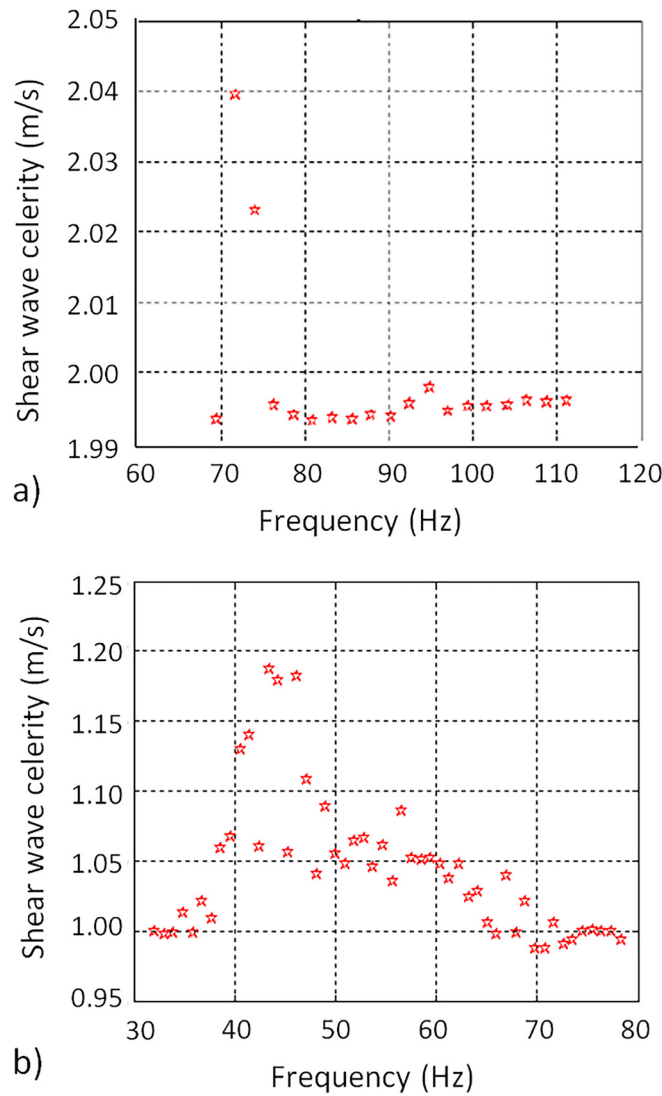 2.05
2.04
2.03
2.02
2.01
2.00
1.99
Shear wave celerity (m/s)
60 70 80 90 100 110 120
Frequency (Hz)
a)
1.25
1.20
1.15
1.10
1.05
1.00
0.95
Shear wave celerity (m/s)
30 40 50 60 70 80
Frequency (Hz)
b)